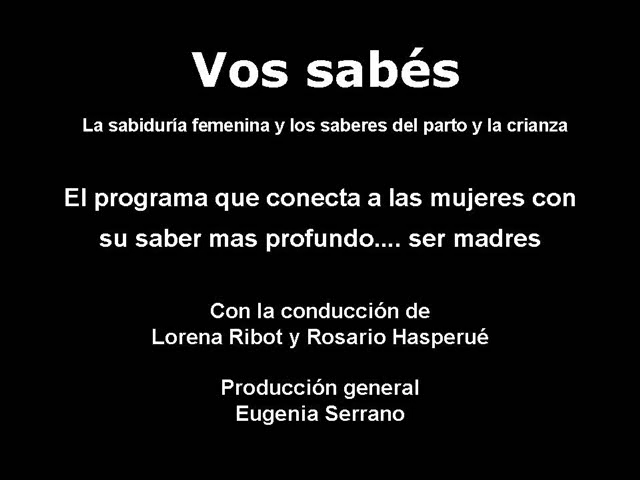 Vos sabés
La sabiduría femenina y los saberes del parto y la crianza
El programa que conecta a las mujeres con
su saber mas profundo.... ser madres
Con la conducción de
Lorena Ribot y Rosario Hasperué
Producción general
Eugenia Serrano